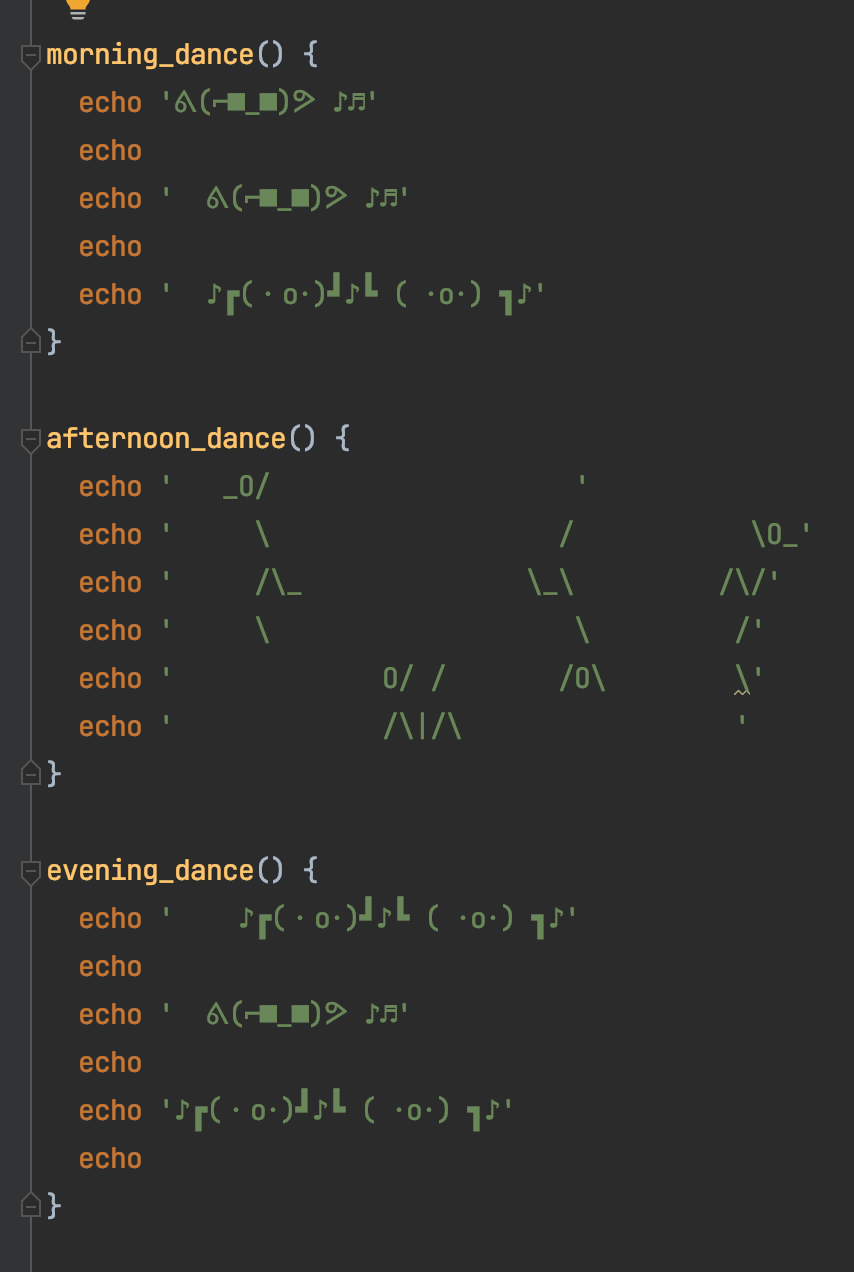 morning_dance() {
  echo 'ᕕ(⌐■_■)ᕗ ♪♬'
  echo
  echo '  ᕕ(⌐■_■)ᕗ ♪♬'
  echo
  echo '  ♪┏(・o･)┛♪┗ ( ･o･) ┓♪'
}

afternoon_dance() {
  echo '   _O/                   '
  echo '     \                  /           \O_'
  echo '     /\_              \_\         /\/'
  echo '     \                   \         /'
  echo '             O/ /       /O\        \'
  echo '             /\|/\                 '
}

evening_dance() {
  echo '    ♪┏(・o･)┛♪┗ ( ･o･) ┓♪'
  echo
  echo '  ᕕ(⌐■_■)ᕗ ♪♬'
  echo
  echo '♪┏(・o･)┛♪┗ ( ･o･) ┓♪'
  echo
}